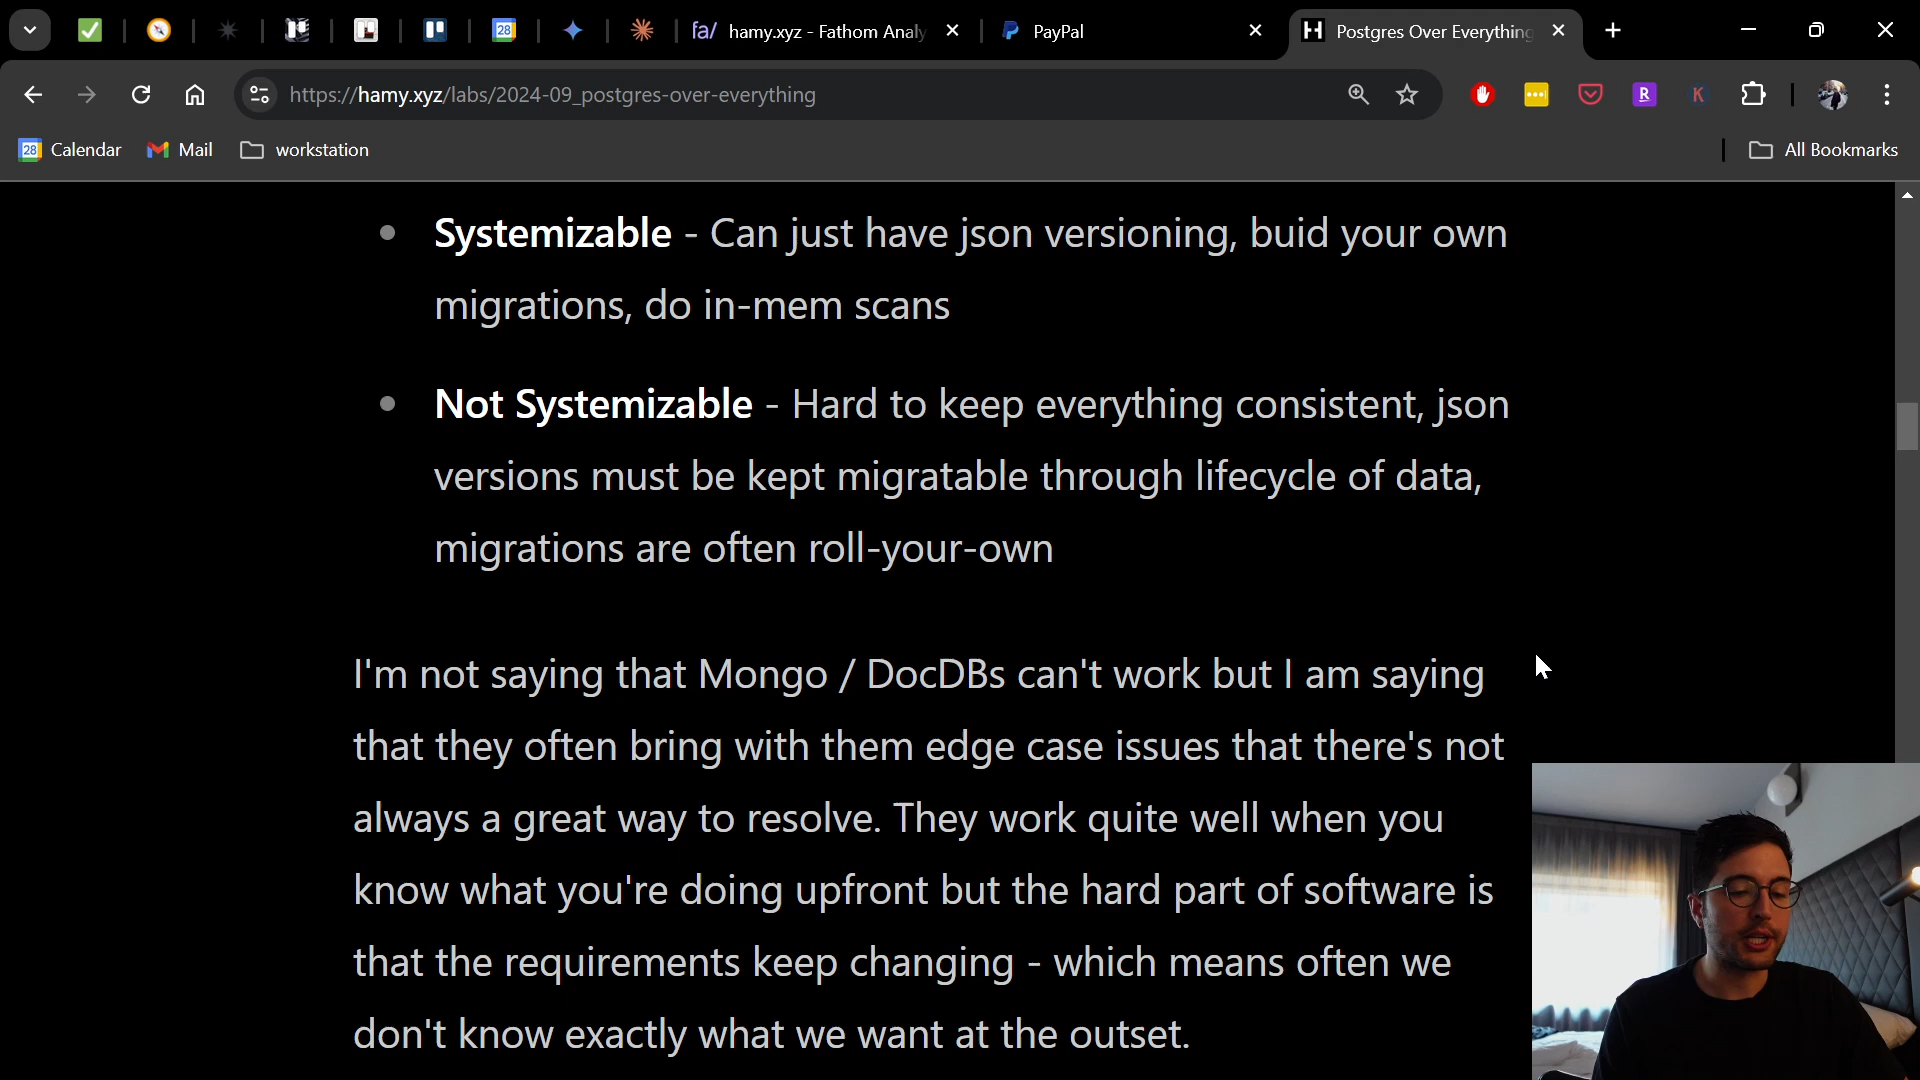 fa/ hamy.xyz - Fathom Analy
PayPal
Postgres Over Everything
https://hamy.xyz/labs/2024-09_postgres-over-everything
28 Calendar
Mail
workstation
All Bookmarks
Systemizable - Can just have json versioning, buid your own
migrations, do in-mem scans
Not Systemizable - Hard to keep everything consistent, json
versions must be kept migratable through lifecycle of data,
migrations are often roll-your-own
I'm not saying that Mongo / DocDBs can't work but I am saying
that they often bring with them edge case issues that there's not
always a great way to resolve. They work quite well when you
know what you're doing upfront but the hard part of software is
that the requirements keep changing - which means often we
don't know exactly what we want at the outset.